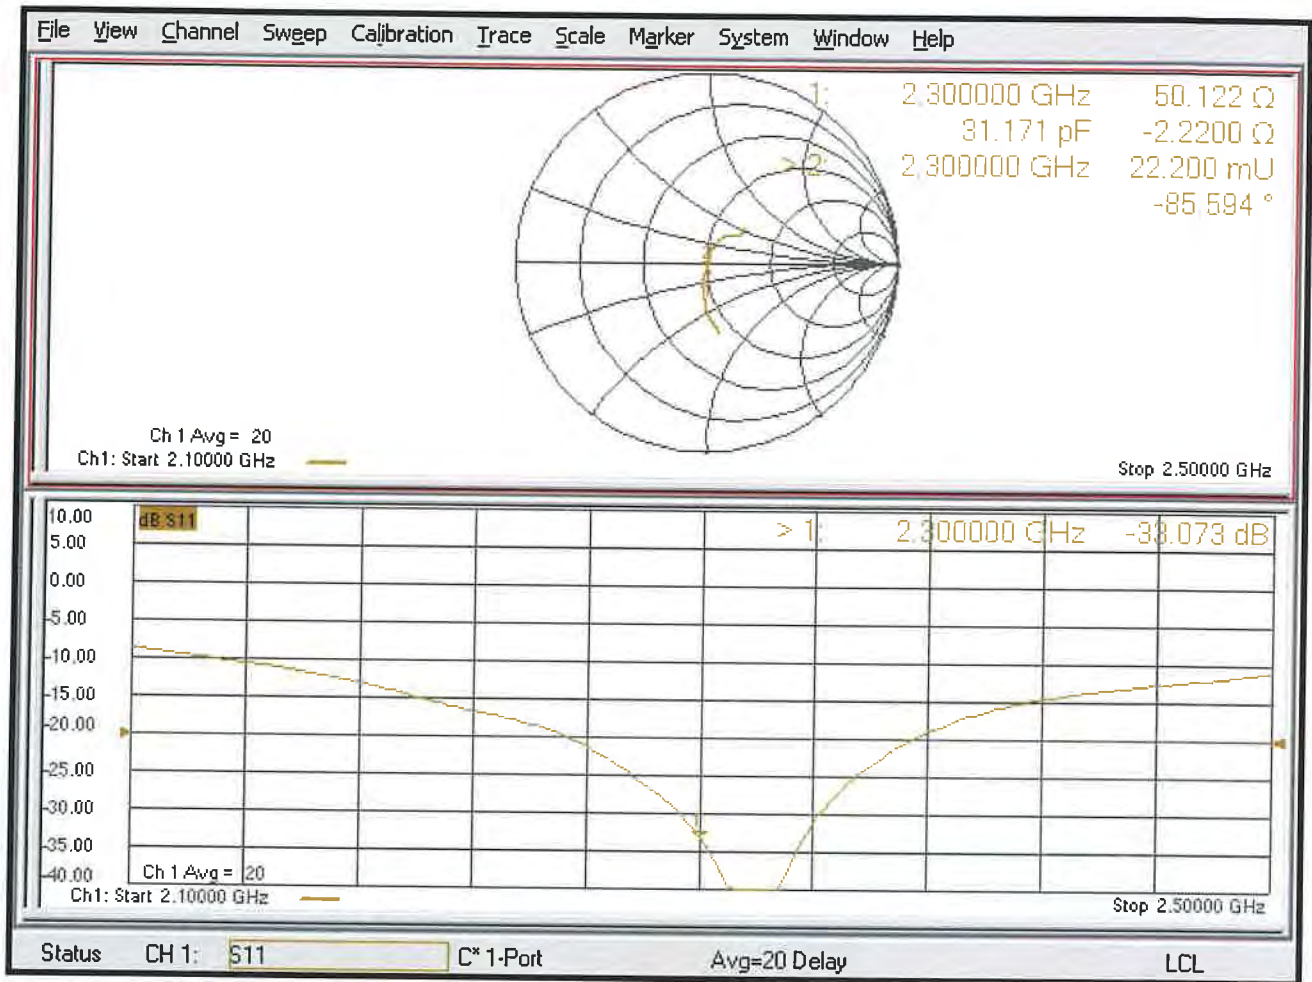 File View Channel Sweep Calibration Trace Scale Marker System Window Help
1: 2.300000 GHz 50.122 Ω
31.171 pF -2.2200 Ω
> 2: 2.300000 GHz 22.200 mU
-85.594 °
Ch 1 Avg = 20
Ch1: Start 2.10000 GHz
Stop 2.50000 GHz
10.00
dB S11
> 1: 2.300000 GHz -33.073 dB
5.00
0.00
-5.00
-10.00
-15.00
-20.00
-25.00
-30.00
1
-35.00
-40.00
Ch 1 Avg = 20
Ch1: Start 2.10000 GHz
Stop 2.50000 GHz
Status CH 1: S11 C* 1-Port Avg=20 Delay LCL